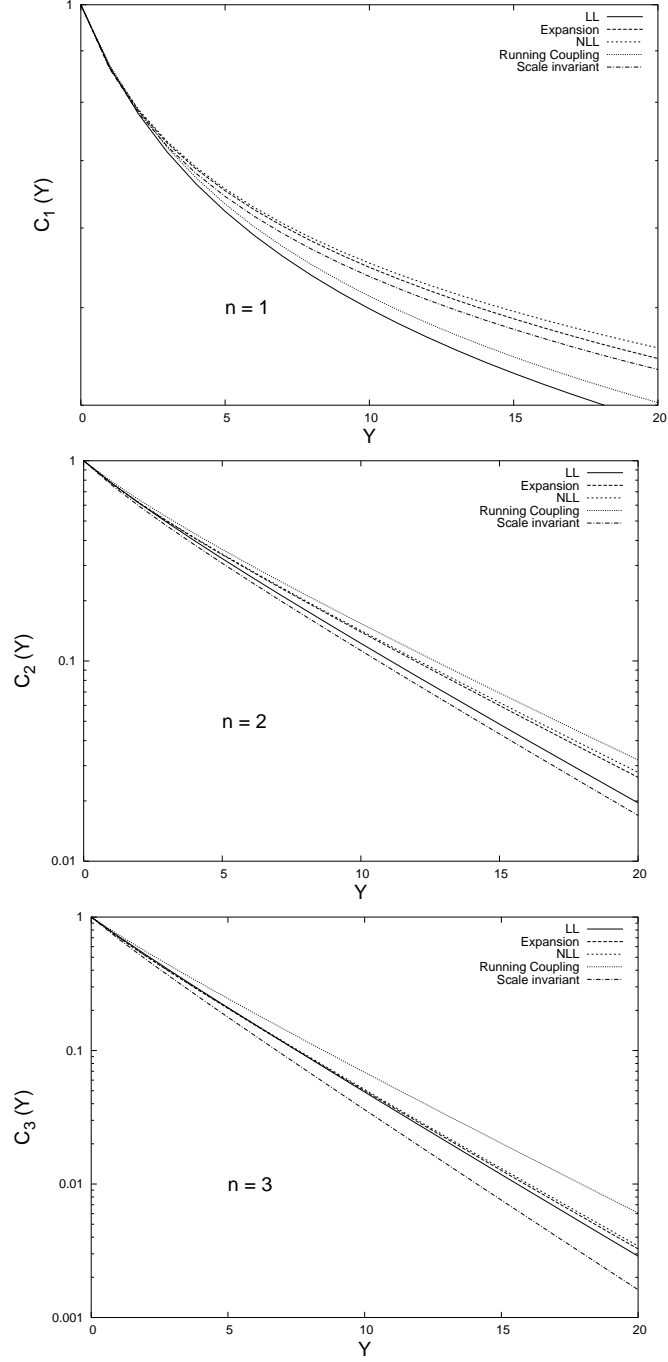 1
LL
Expansion
NLL
Running Coupling
Scale invariant
C1 (Y)
n = 1
0 5 10 15 20
Y
1
LL
Expansion
NLL
Running Coupling
Scale invariant
0.1
C2 (Y)
n = 2
0.01
0 5 10 15 20
Y
1
LL
Expansion
NLL
Running Coupling
Scale invariant
0.1
C3 (Y)
0.01
n = 3
0.001
0 5 10 15 20
Y